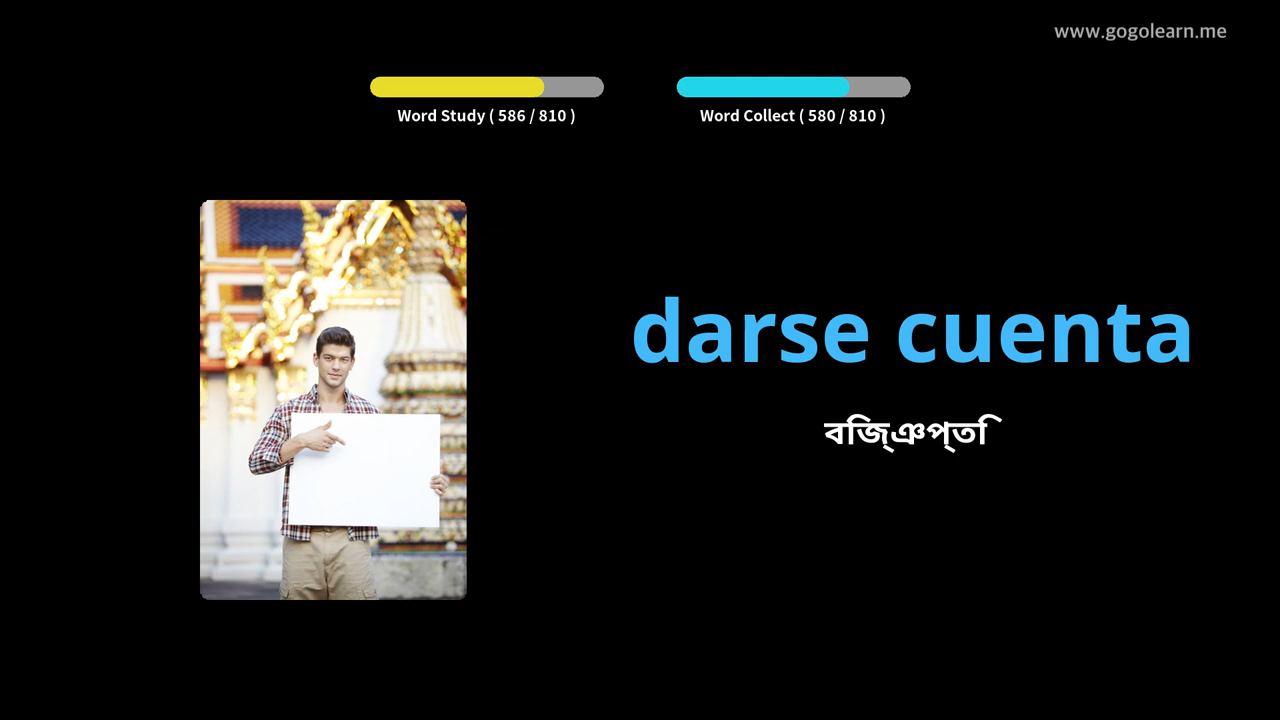 www.gogolearn.me
Word Study ( 586 / 810 )
Word Collect ( 580 / 810 )
darse cuenta
বিজ্ঞপ্তি